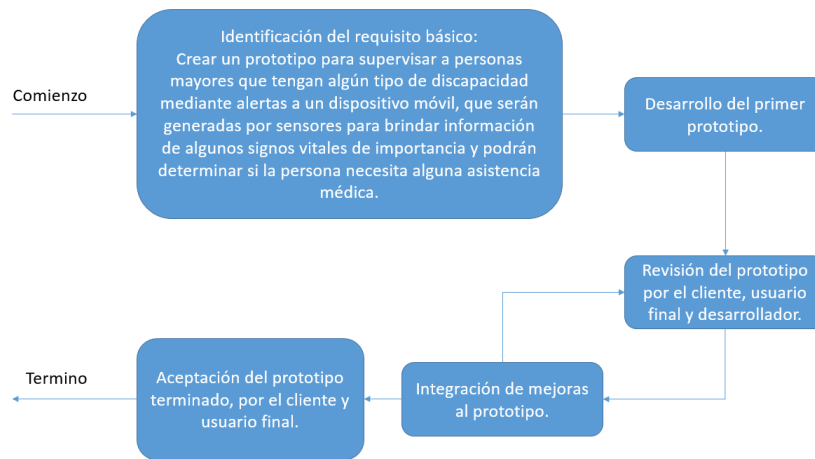 Comienzo
Identificación del requisito básico:
Crear un prototipo para supervisar a personas
mayores que tengan algún tipo de discapacidad
mediante alertas a un dispositivo móvil, que serán
generadas por sensores para brindar información
de algunos signos vitales de importancia y podrán
determinar si la persona necesita alguna asistencia
médica.
Desarrollo del primer
prototipo.
Revisión del prototipo
por el cliente, usuario
final y desarrollador.
Integración de mejoras
al prototipo.
Aceptación del prototipo
terminado, por el cliente y
usuario final.
Termino